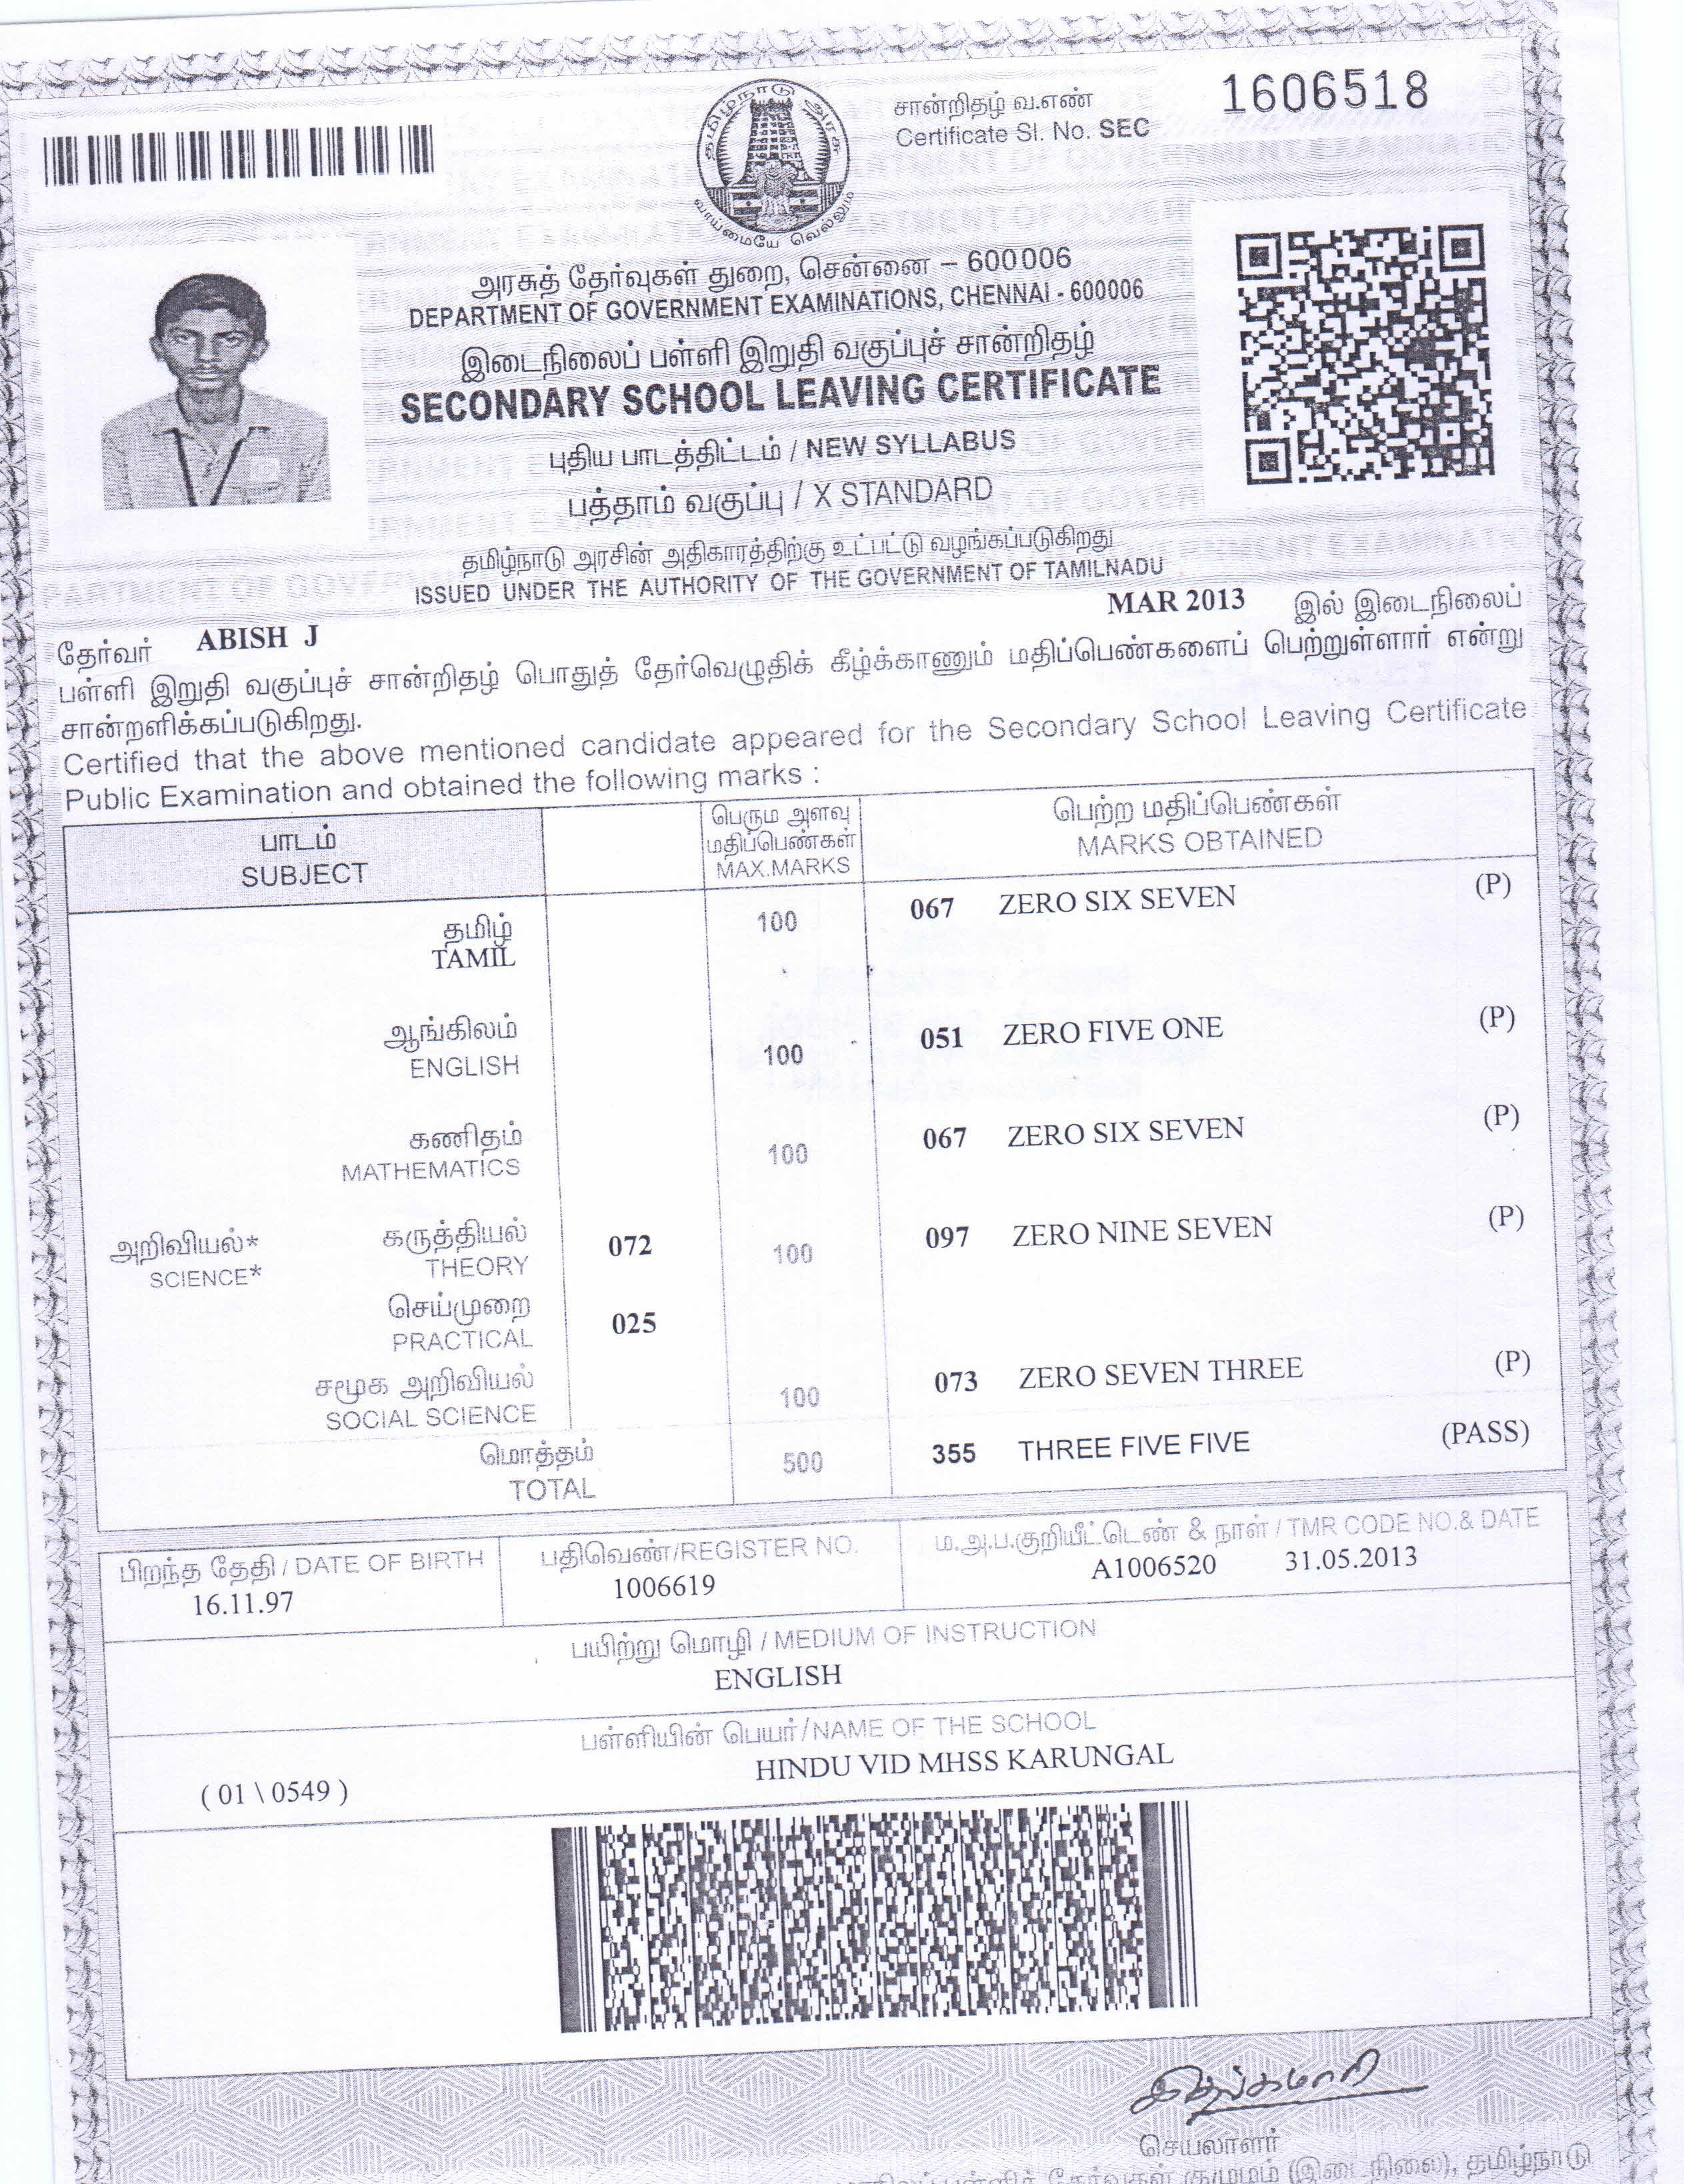 சான்றிதழ் வ.எண்
Certificate Sl. No. SEC
1606518
தமிழ்நாடு அரசு
வாய்மையே வெல்லும்
அரசுத் தேர்வுகள் துறை, சென்னை – 600006
DEPARTMENT OF GOVERNMENT EXAMINATIONS, CHENNAI - 600006
இடைநிலைப் பள்ளி இறுதி வகுப்புச் சான்றிதழ்
SECONDARY SCHOOL LEAVING CERTIFICATE
புதிய பாடத்திட்டம் / NEW SYLLABUS
பத்தாம் வகுப்பு / X STANDARD
தமிழ்நாடு அரசின் அதிகாரத்திற்கு உட்பட்டு வழங்கப்படுகிறது
ISSUED UNDER THE AUTHORITY OF THE GOVERNMENT OF TAMILNADU
தேர்வர் ABISH J MAR 2013 இல் இடைநிலைப்
பள்ளி இறுதி வகுப்புச் சான்றிதழ் பொதுத் தேர்வெழுதிக் கீழ்க்காணும் மதிப்பெண்களைப் பெற்றுள்ளார் என்று
சான்றளிக்கப்படுகிறது.
Certified that the above mentioned candidate appeared for the Secondary School Leaving Certificate
Public Examination and obtained the following marks :
பாடம்
SUBJECT
பெரும அளவு
மதிப்பெண்கள்
MAX.MARKS
பெற்ற மதிப்பெண்கள்
MARKS OBTAINED
தமிழ்
TAMIL
100
067 ZERO SIX SEVEN (P)
ஆங்கிலம்
ENGLISH
100
051 ZERO FIVE ONE (P)
கணிதம்
MATHEMATICS
100
067 ZERO SIX SEVEN (P)
அறிவியல்*
SCIENCE*
கருத்தியல்
THEORY
072
100
097 ZERO NINE SEVEN (P)
செய்முறை
PRACTICAL
025
சமூக அறிவியல்
SOCIAL SCIENCE
100
073 ZERO SEVEN THREE (P)
மொத்தம்
TOTAL
500
355 THREE FIVE FIVE (PASS)
பிறந்த தேதி / DATE OF BIRTH
16.11.97
பதிவெண்/REGISTER NO.
1006619
ம.அ.ப.குறியீட்டெண் & நாள் / TMR CODE NO.& DATE
A1006520 31.05.2013
பயிற்று மொழி / MEDIUM OF INSTRUCTION
ENGLISH
பள்ளியின் பெயர்/NAME OF THE SCHOOL
( 01 \ 0549 ) HINDU VID MHSS KARUNGAL
செயலாளர்
பள்ளித் தேர்வுகள் குழுமம் (இடைநிலை), தமிழ்நாடு